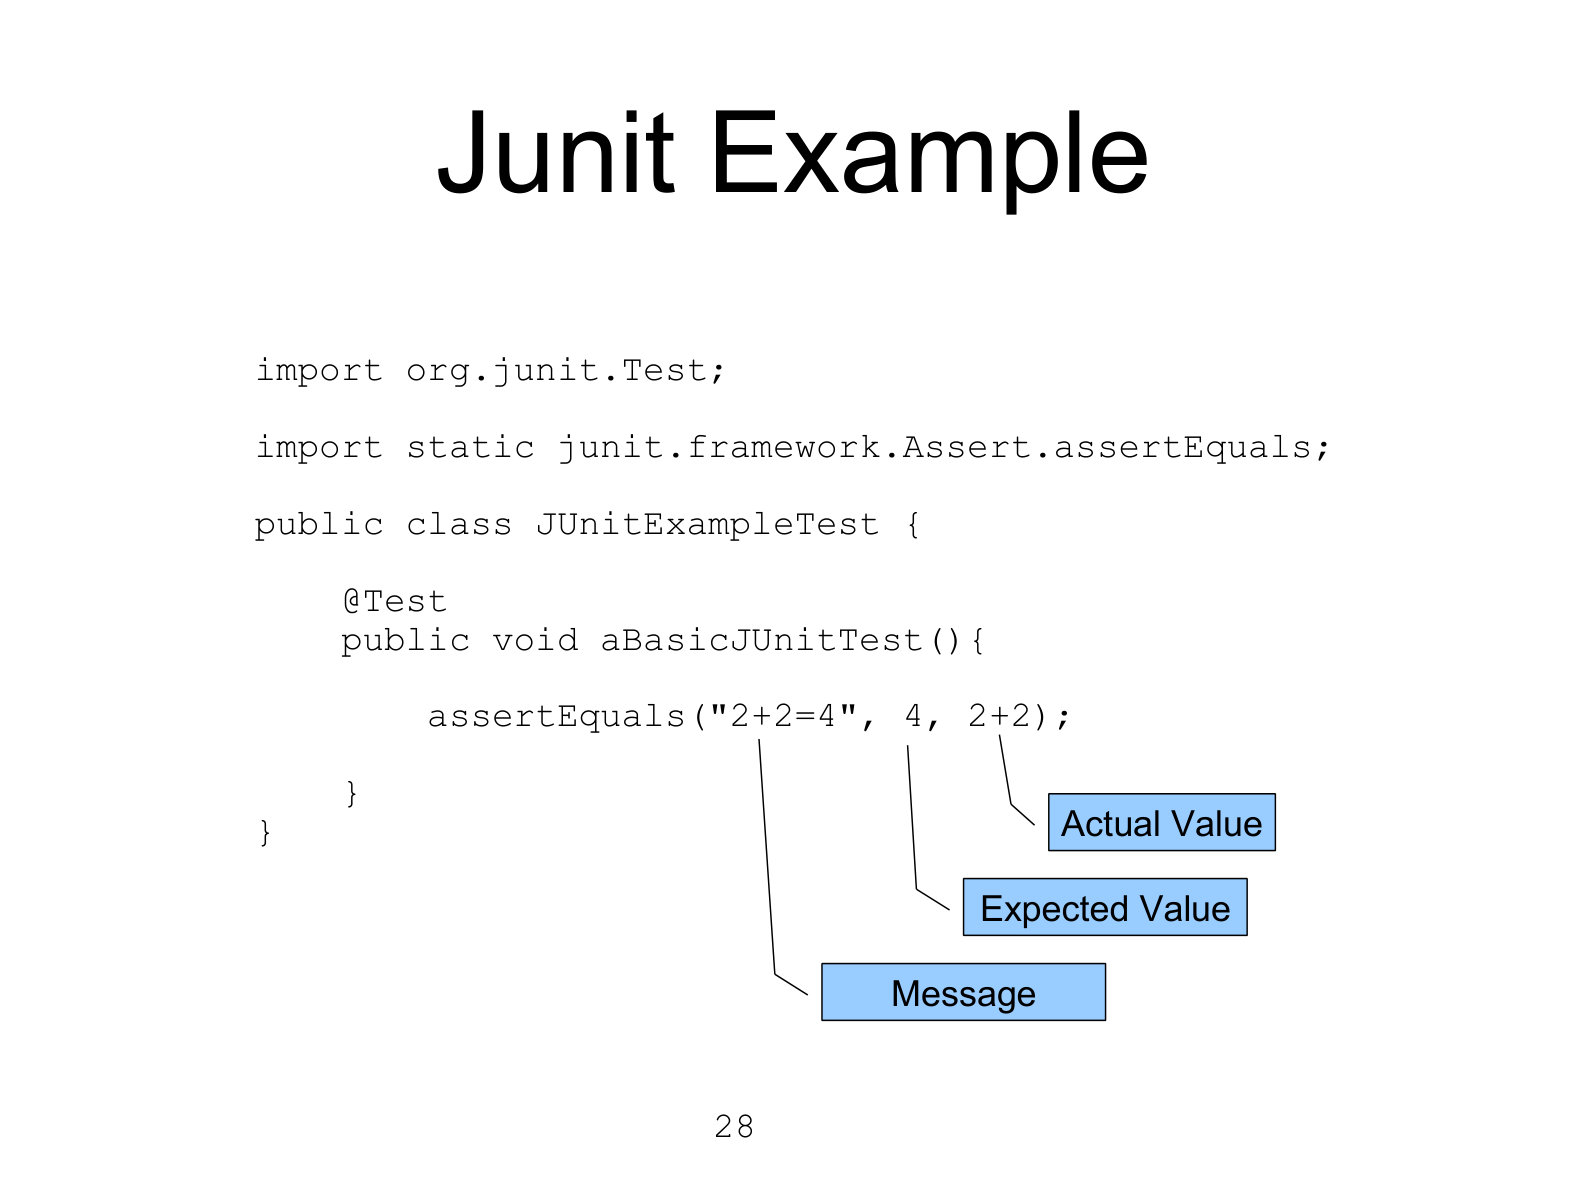 Junit Example
import org.junit.Test;
import static junit.framework.Assert.assertEquals;
public class JUnitExampleTest {
@Test
public void aBasicJUnitTest(){
assertEquals("2+2=4", 4, 2+2);
}
}
Actual Value
Expected Value
Message
28